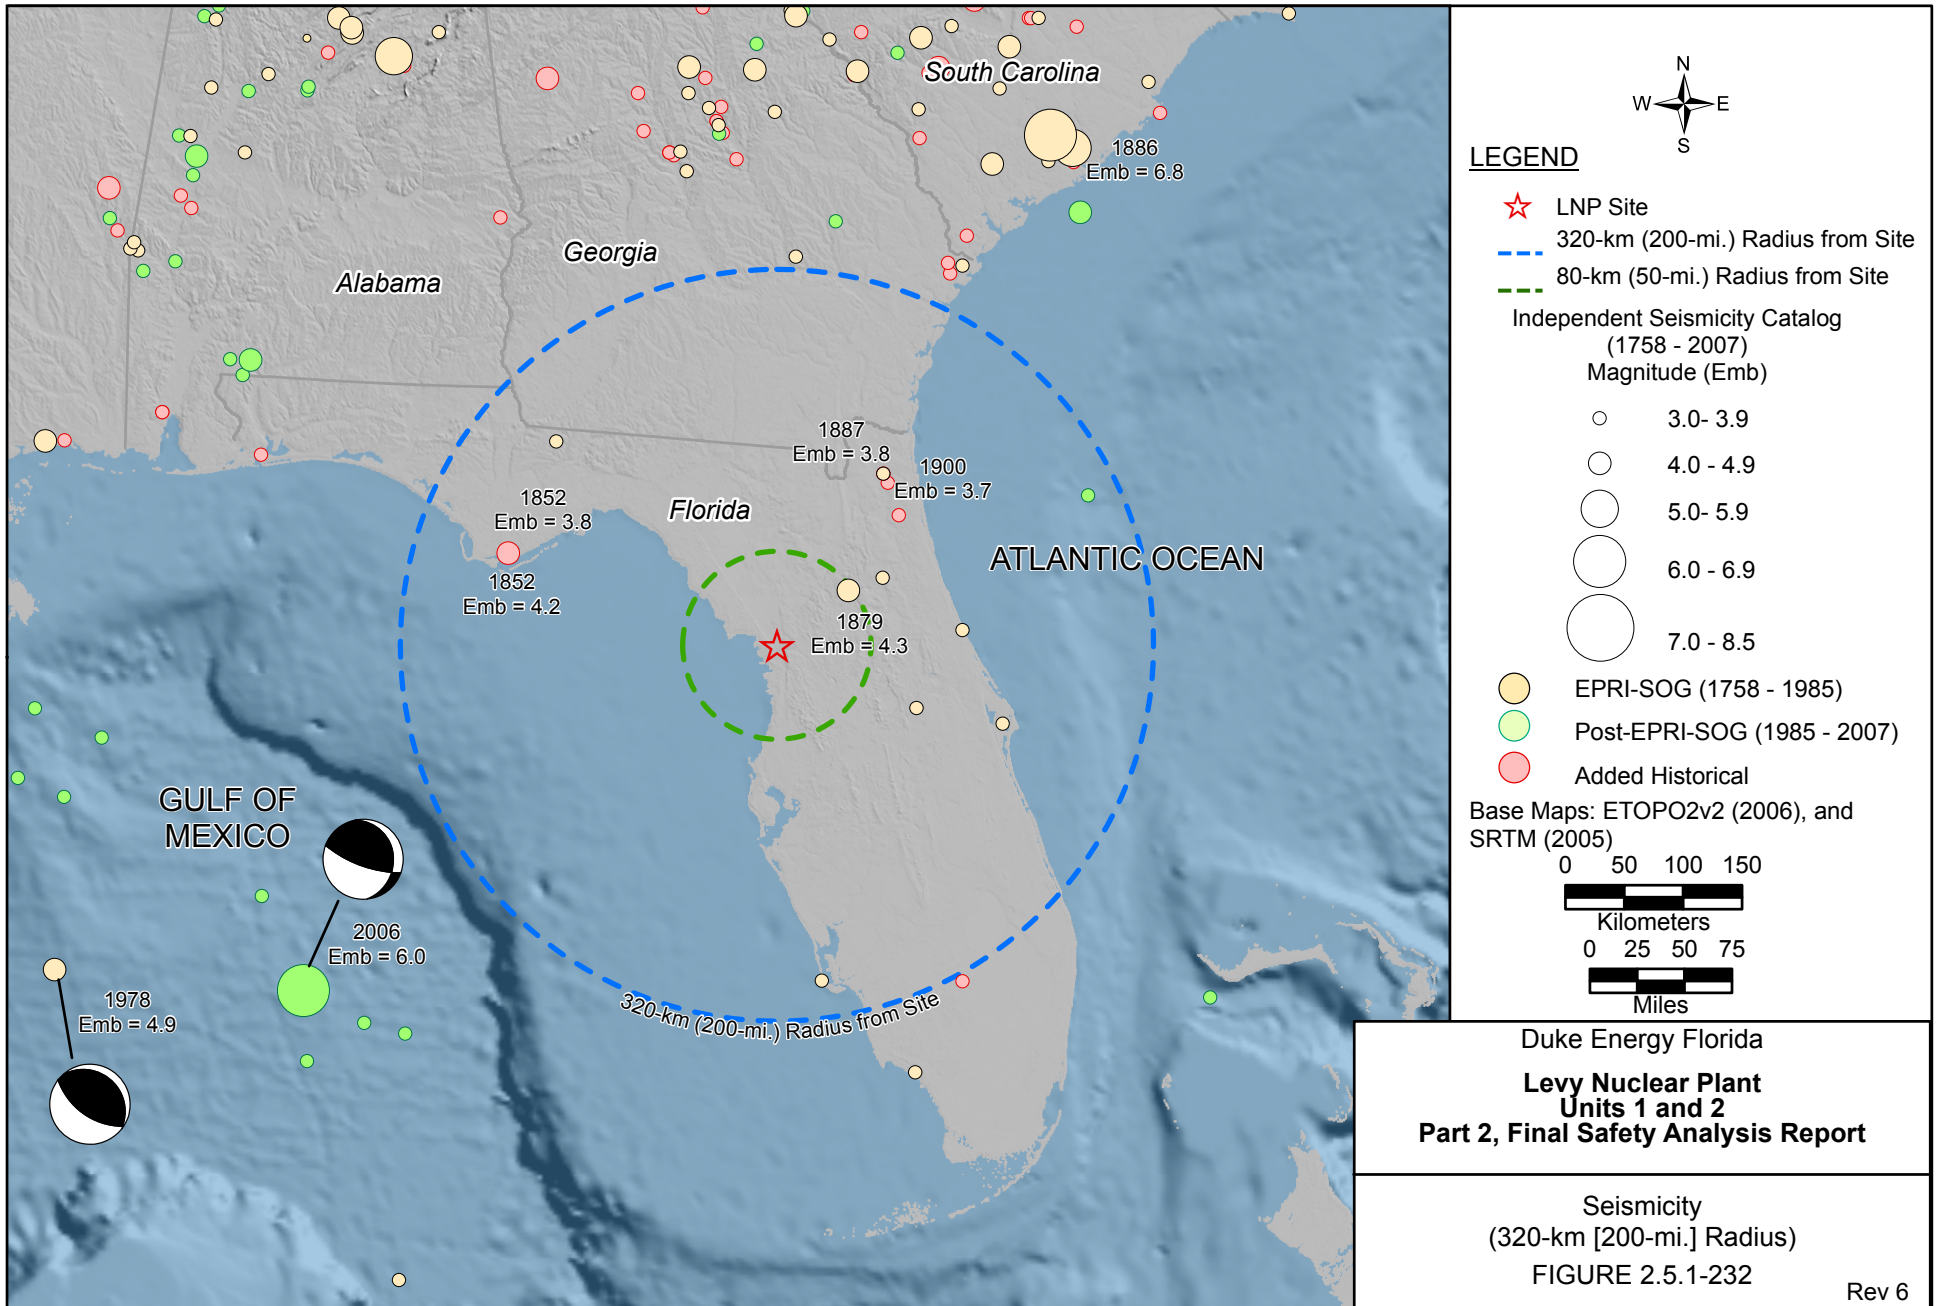 South Carolina
1886
Emb = 6.8
Georgia
Alabama
1887
Emb = 3.8
1900
Emb = 3.7
1852
Emb = 3.8
Florida
ATLANTIC OCEAN
1852
Emb = 4.2
1879
Emb = 4.3
GULF OF
MEXICO
2006
Emb = 6.0
1978
Emb = 4.9
320-km (200-mi.) Radius from Site
N
W E
S
LEGEND
LNP Site
320-km (200-mi.) Radius from Site
80-km (50-mi.) Radius from Site
Independent Seismicity Catalog
(1758 - 2007)
Magnitude (Emb)
3.0- 3.9
4.0 - 4.9
5.0- 5.9
6.0 - 6.9
7.0 - 8.5
EPRI-SOG (1758 - 1985)
Post-EPRI-SOG (1985 - 2007)
Added Historical
Base Maps: ETOPO2v2 (2006), and
SRTM (2005)
0 50 100 150
Kilometers
0 25 50 75
Miles
Duke Energy Florida
Levy Nuclear Plant
Units 1 and 2
Part 2, Final Safety Analysis Report
Seismicity
(320-km [200-mi.] Radius)
FIGURE 2.5.1-232
Rev 6